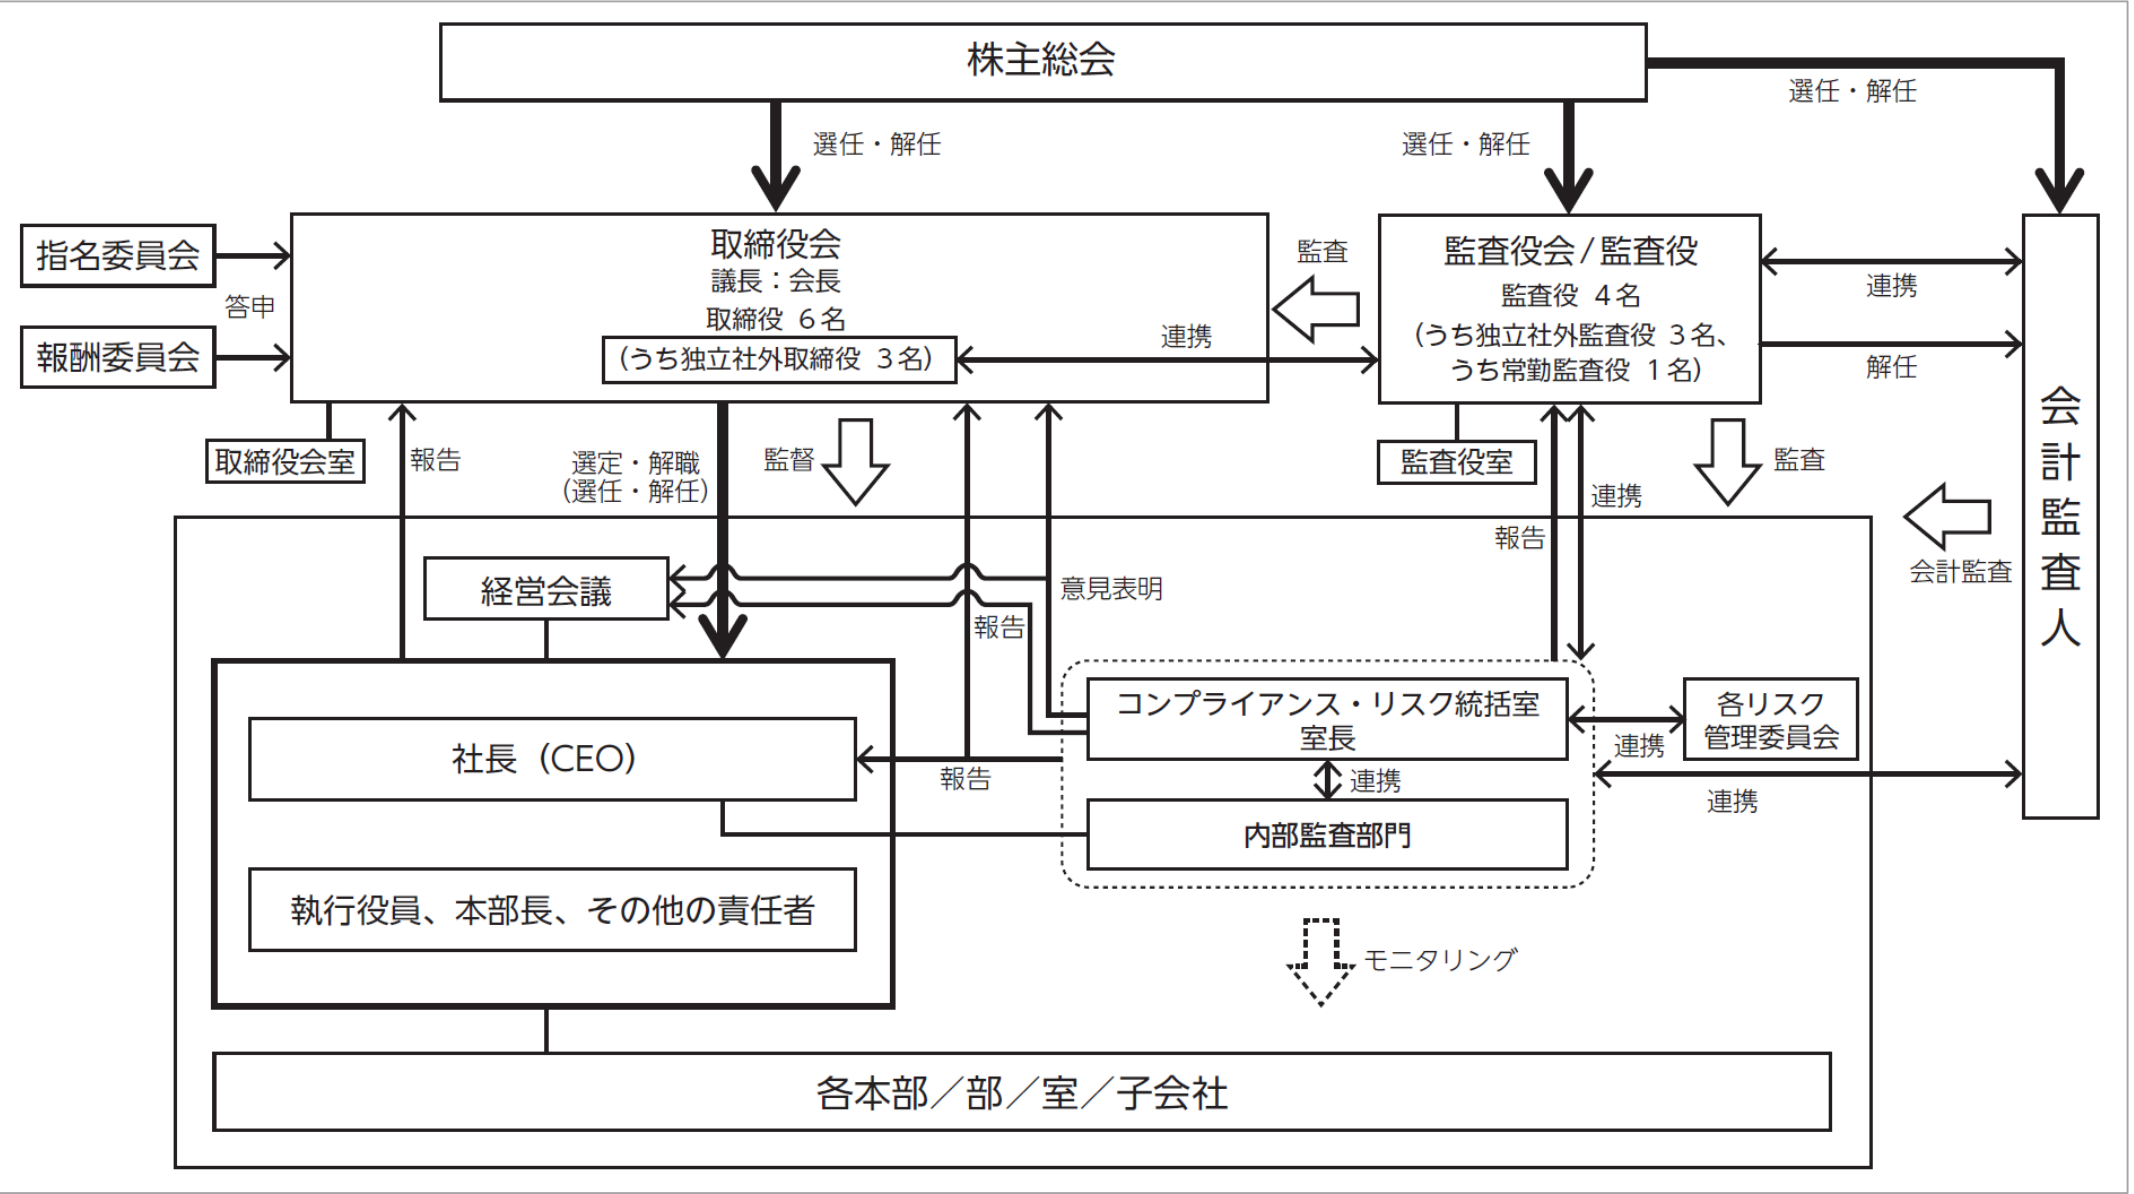 株主総会
選任・解任
選任・解任
選任・解任
指名委員会
答申
報酬委員会
取締役会
議長：会長
取締役 6名
（うち独立社外取締役 3名）
連携
監査
監査役会/監査役
監査役 4名
（うち独立社外監査役 3名、
うち常勤監査役 1名）
連携
解任
会計監査人
取締役会室
報告
選定・解職
（選任・解任）
監督
監査役室
連携
監査
報告
会計監査
経営会議
意見表明
報告
コンプライアンス・リスク統括室
室長
各リスク
管理委員会
連携
社長（CEO）
報告
連携
連携
内部監査部門
執行役員、本部長、その他の責任者
モニタリング
各本部／部／室／子会社